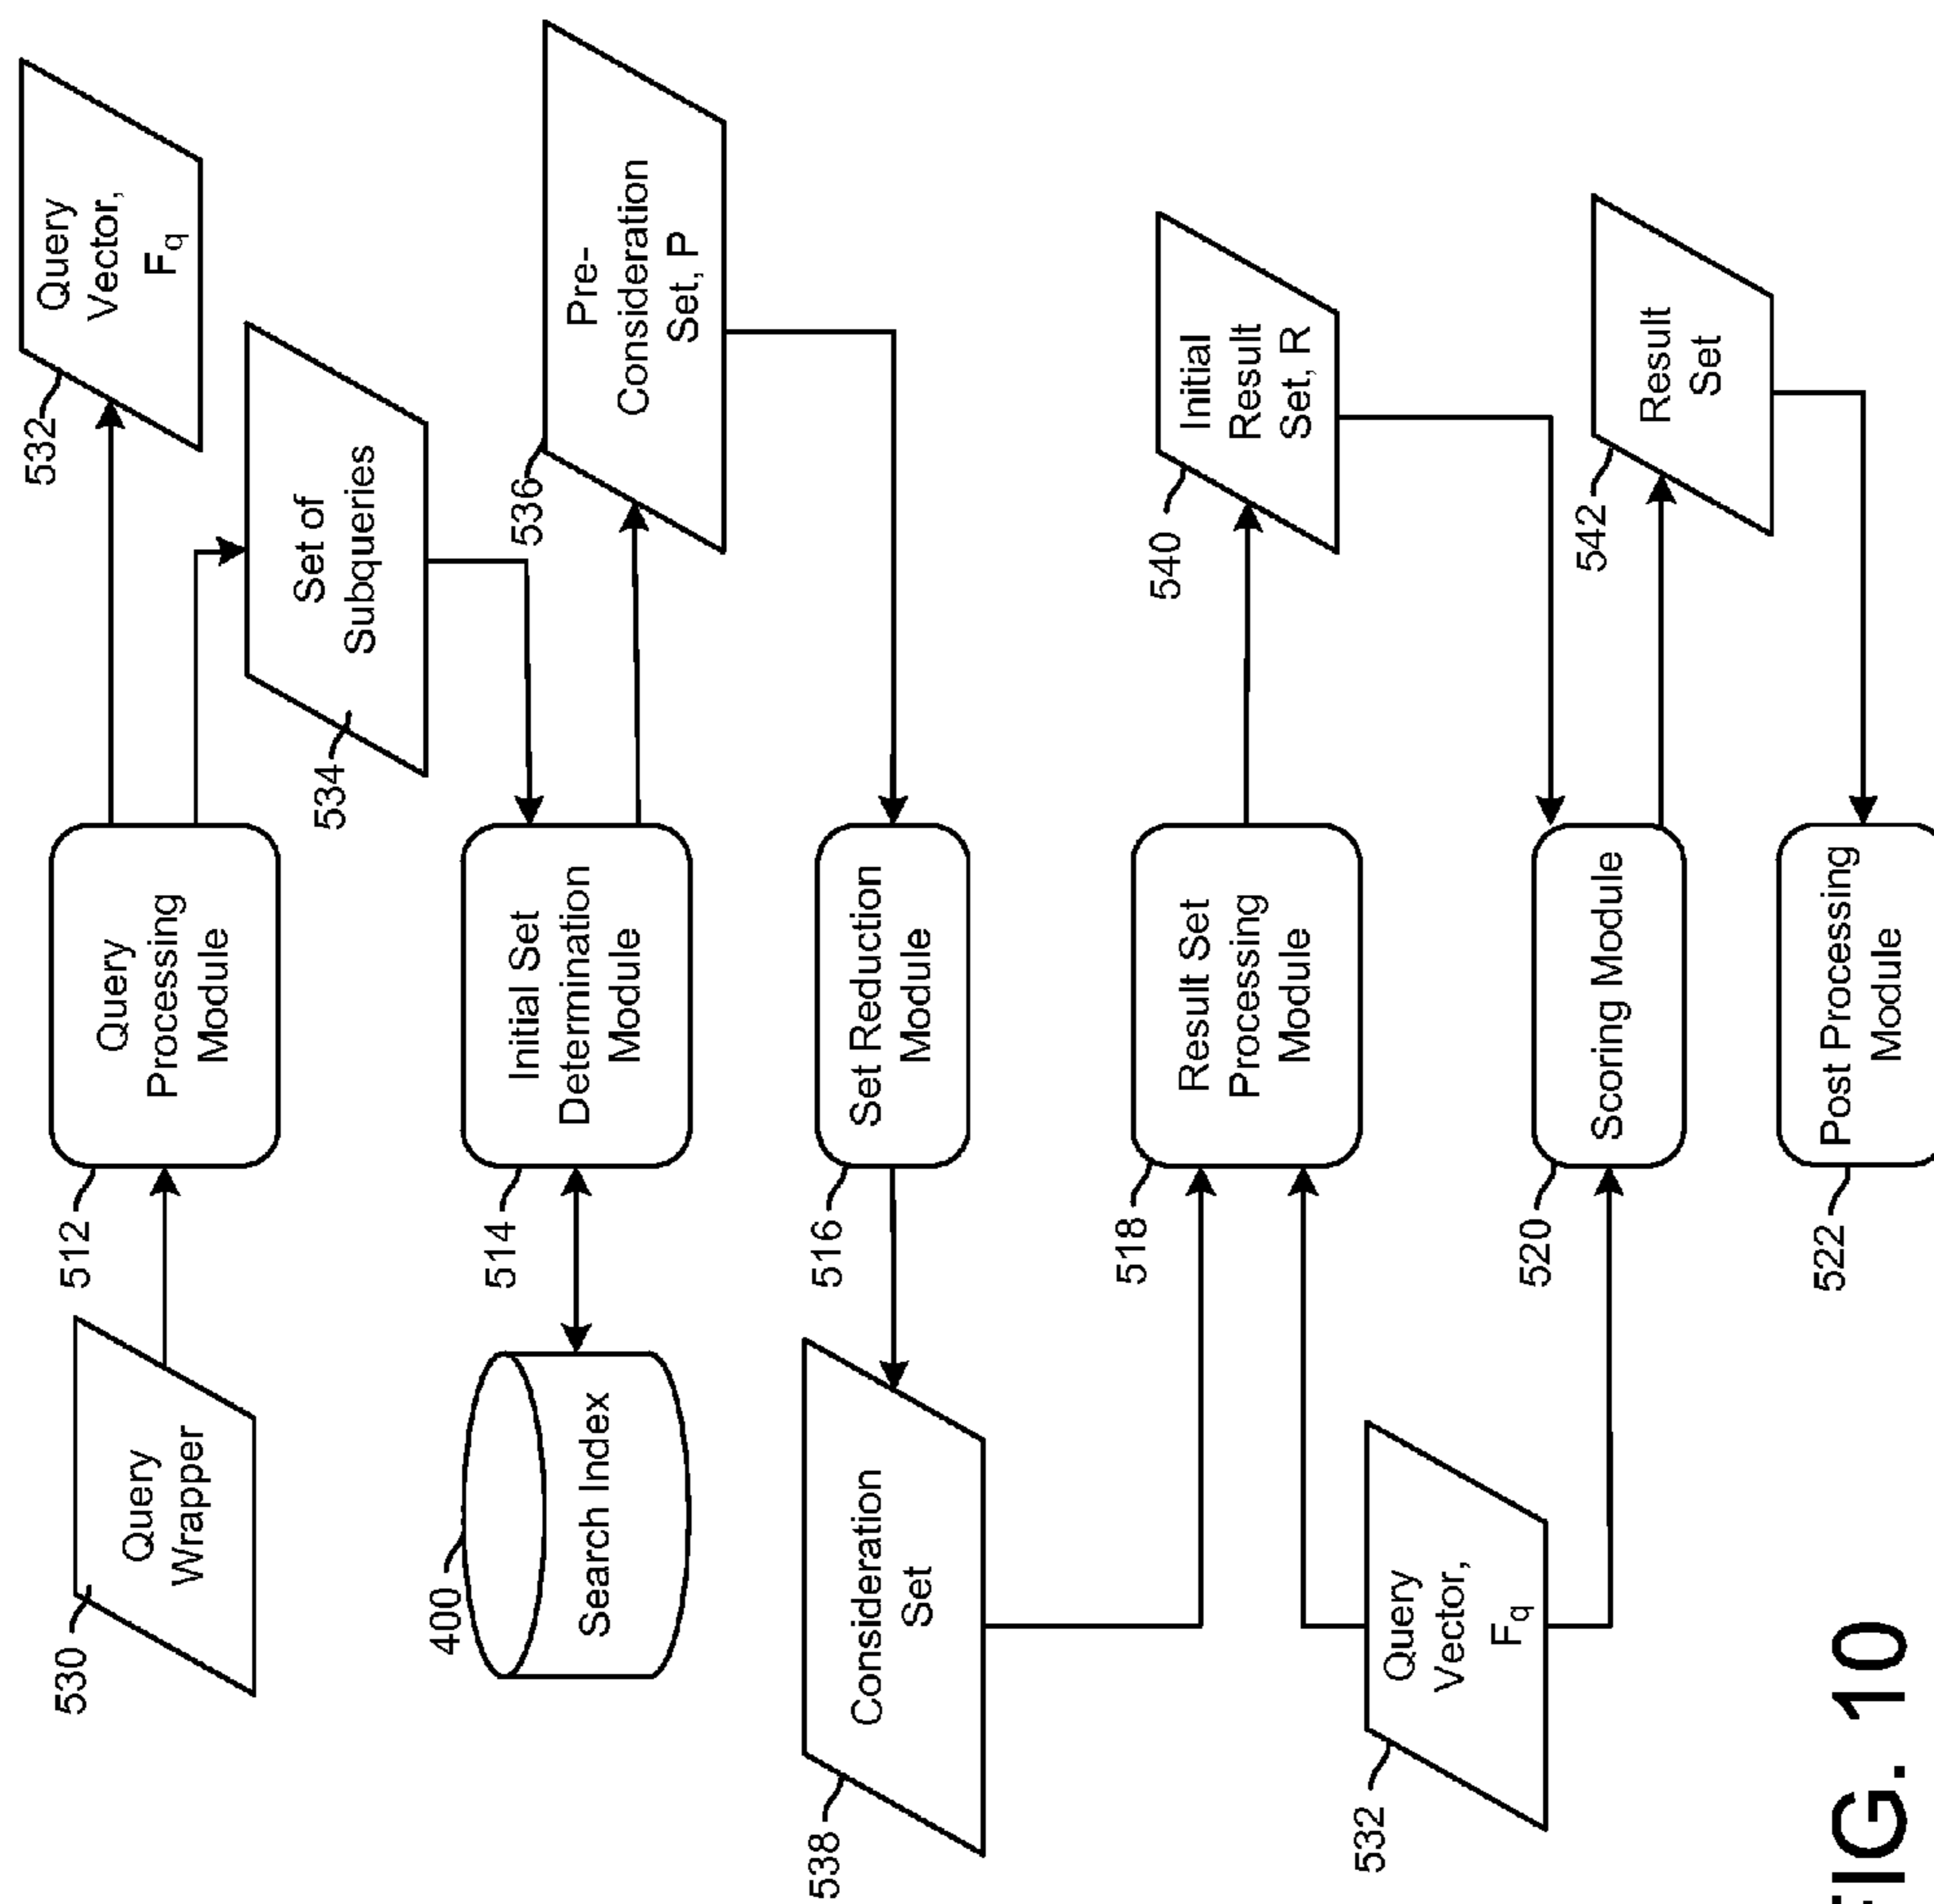 530
Query
Wrapper
512
Query
Processing
Module
532
Query
Vector,
Fq
534
Set of
Subqueries
400
Search Index
514
Initial Set
Determination
Module
536
Pre-
Consideration
Set, P
538
Consideration
Set
516
Set Reduction
Module
518
Result Set
Processing
Module
540
Initial
Result
Set, R
532
Query
Vector,
Fq
520
Scoring Module
542
Result
Set
522
Post Processing
Module
FIG. 10